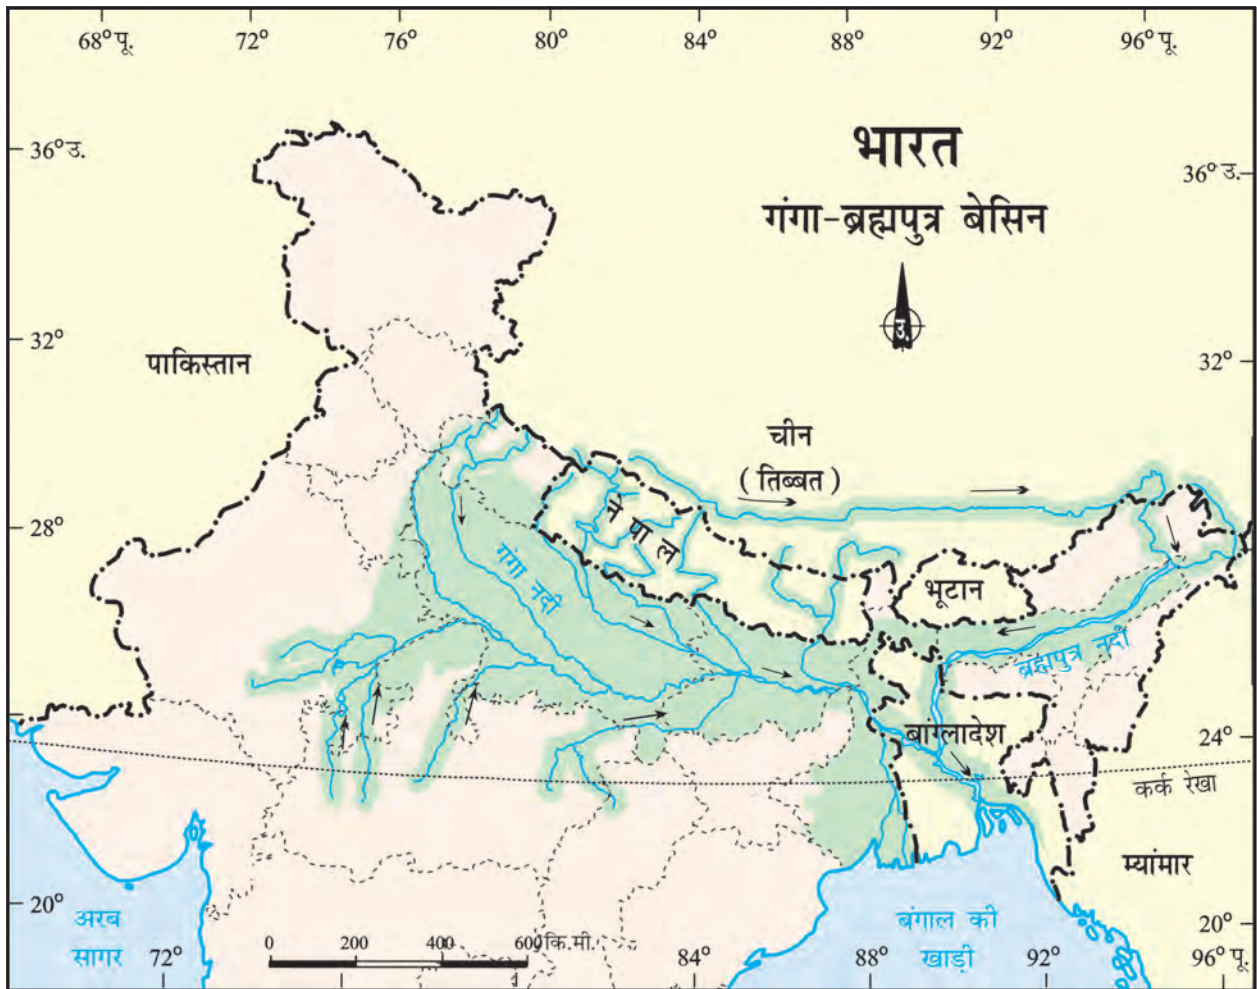 68° पू.
72°
76°
80°
84°
88°
92°
96° पू.
36° उ.
भारत
36° उ.
गंगा-ब्रह्मपुत्र बेसिन
उ.
32°
पाकिस्तान
32°
चीन
( तिब्बत )
28°
नेपाल
28°
गंगा नदी
भूटान
ब्रह्मपुत्र नदी
बाग्लादेश
24°
कर्क रेखा
म्यांमार
20°
अरब
सागर
बंगाल की
खाड़ी
20°
0 200 400 600 कि.मी.
72°
84°
88°
92°
96° पू.